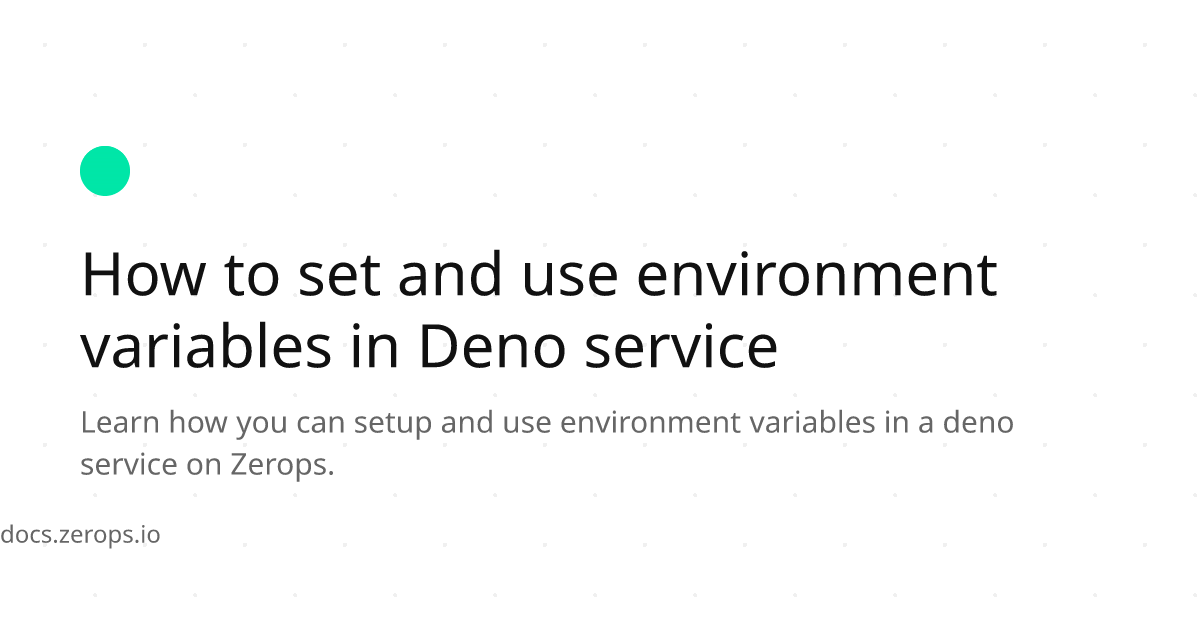 How to set and use environment
variables in Deno service
Learn how you can setup and use environment variables in a deno
service on Zerops.
docs.zerops.io